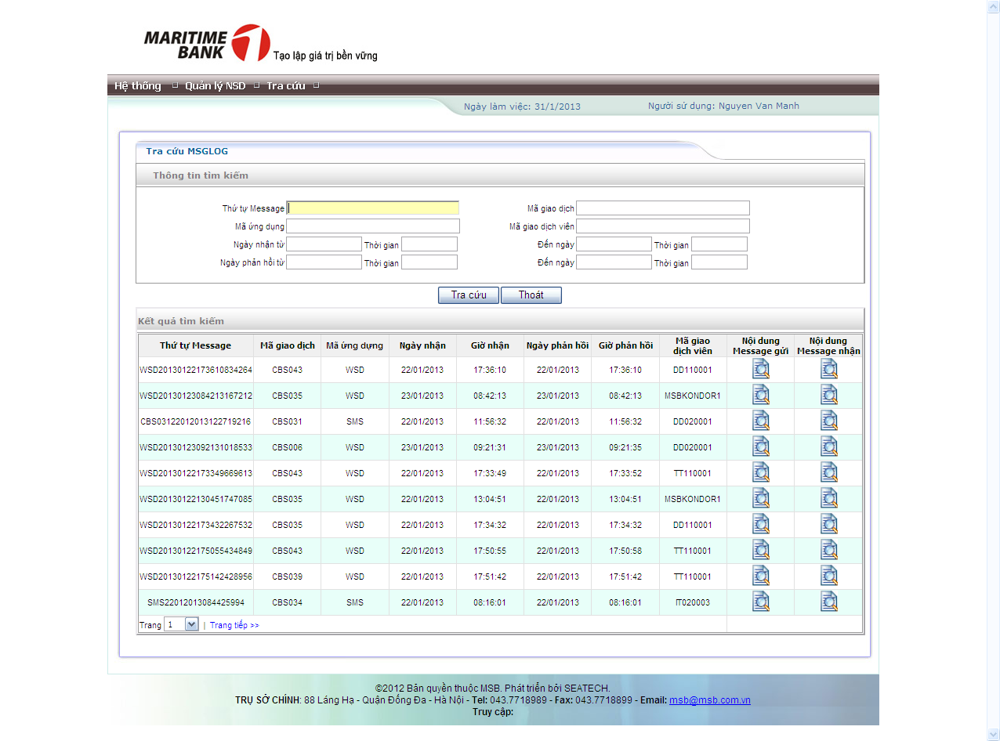 MARITIME
BANK
Tạo lập giá trị bền vững
Hệ thống Quản lý NSD Tra cứu
Ngày làm việc: 31/1/2013 Người sử dụng: Nguyen Van Manh
Tra cứu MSGLOG
Thông tin tìm kiếm
Thứ tự Message Mã giao dịch
Mã ứng dụng Mã giao dịch viên
Ngày nhận từ Thời gian Đến ngày Thời gian
Ngày phản hồi từ Thời gian Đến ngày Thời gian
Tra cứu Thoát
Kết quả tìm kiếm
Thứ tự Message Mã giao dịch Mã ứng dụng Ngày nhận Giờ nhận Ngày phản hồi Giờ phản hồi Mã giao dịch viên Nội dung Message gửi Nội dung Message nhận
WSD20130122173610834264 CBS043 WSD 22/01/2013 17:36:10 22/01/2013 17:36:10 DD110001
WSD20130123084213167212 CBS035 WSD 23/01/2013 08:42:13 23/01/2013 08:42:13 MSBKONDOR1
CBS03122012013122719216 CBS031 SMS 22/01/2013 11:56:32 22/01/2013 11:56:32 DD020001
WSD20130123092131018533 CBS006 WSD 23/01/2013 09:21:31 23/01/2013 09:21:35 DD020001
WSD20130122173349669613 CBS043 WSD 22/01/2013 17:33:49 22/01/2013 17:33:52 TT110001
WSD20130122130451747085 CBS035 WSD 22/01/2013 13:04:51 22/01/2013 13:04:51 MSBKONDOR1
WSD20130122173432267532 CBS035 WSD 22/01/2013 17:34:32 22/01/2013 17:34:32 DD110001
WSD20130122175055434849 CBS043 WSD 22/01/2013 17:50:55 22/01/2013 17:50:58 TT110001
WSD20130122175142428956 CBS039 WSD 22/01/2013 17:51:42 22/01/2013 17:51:42 TT110001
SMS22012013084425994 CBS034 SMS 22/01/2013 08:16:01 22/01/2013 08:16:01 IT020003
Trang 1 | Trang tiếp >>
©2012 Bản quyền thuộc MSB. Phát triển bởi SEATECH.
TRỤ SỞ CHÍNH: 88 Láng Hạ - Quận Đống Đa - Hà Nội - Tel: 043.7718989 - Fax: 043.7718899 - Email: msb@msb.com.vn
Truy cập: